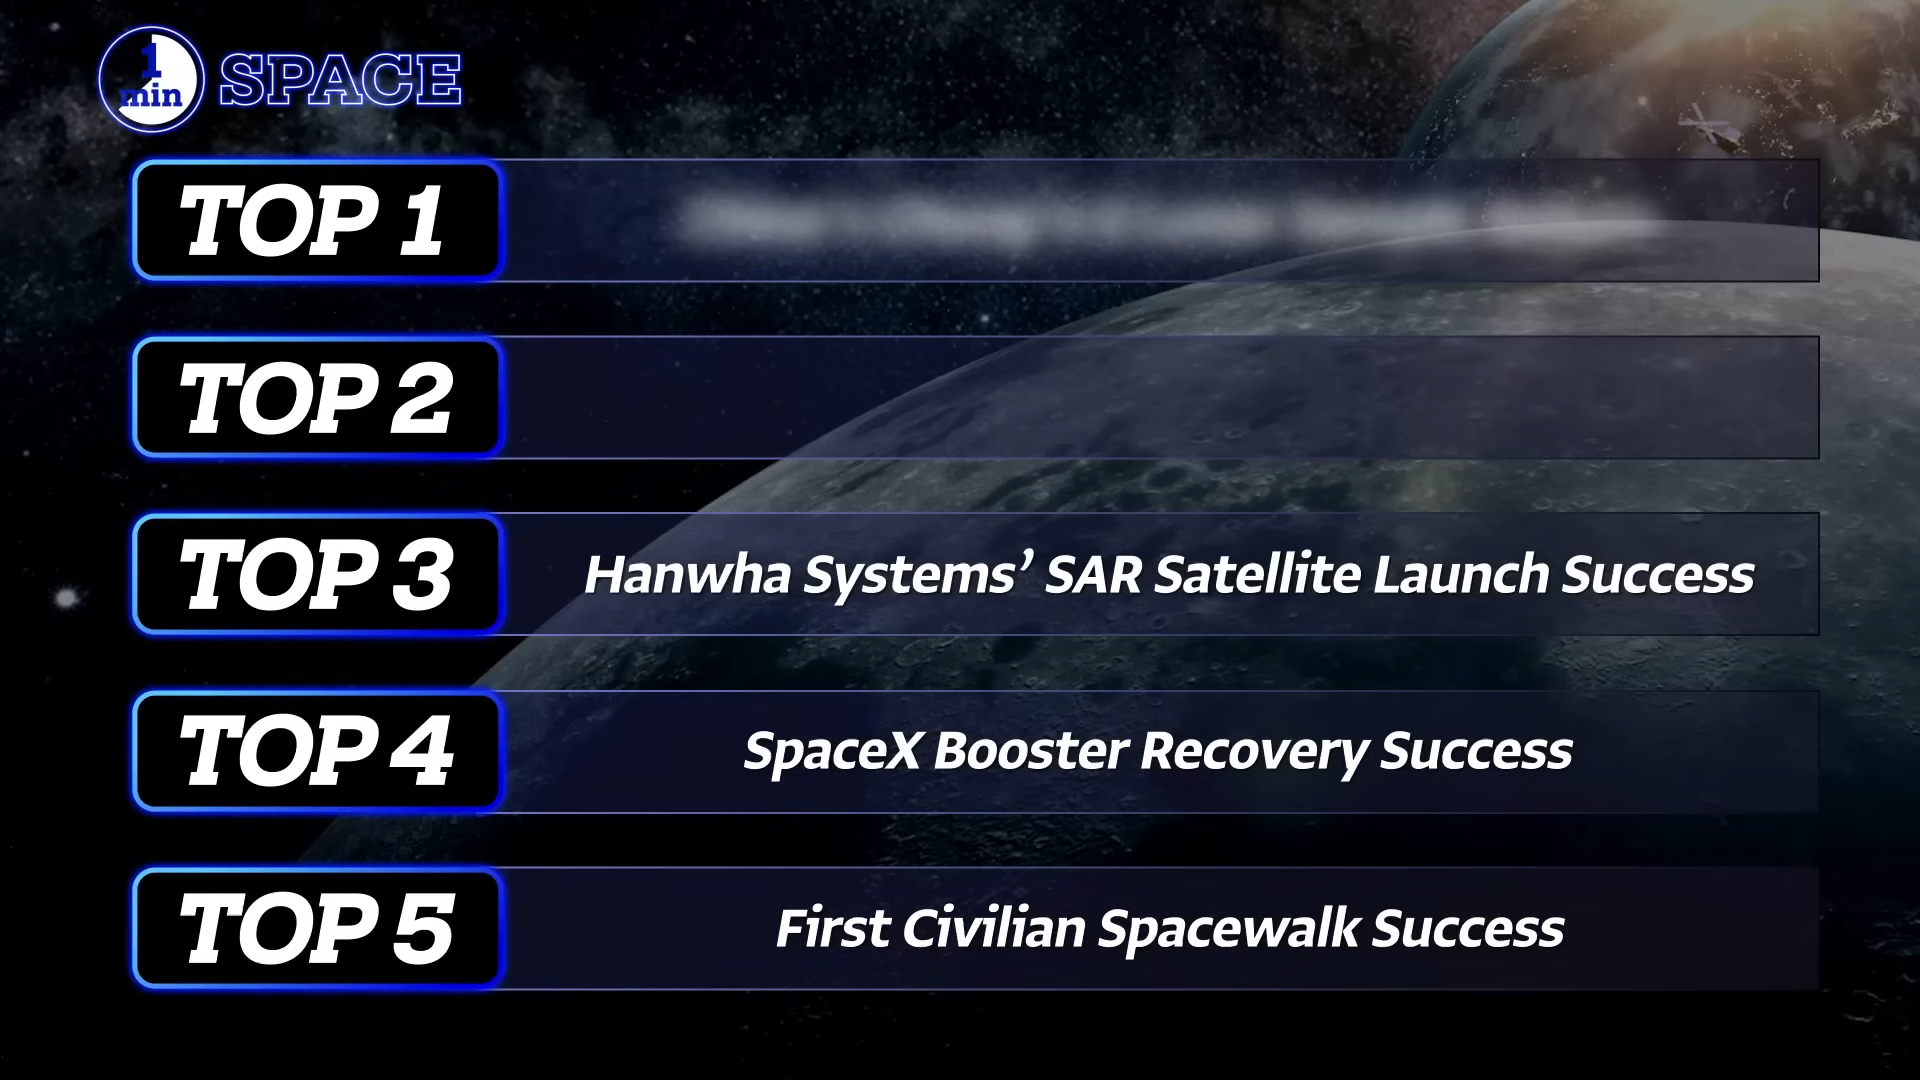 1
min
SPACE
TOP 1
TOP 2
TOP 3
Hanwha Systems’ SAR Satellite Launch Success
TOP 4
SpaceX Booster Recovery Success
TOP 5
First Civilian Spacewalk Success